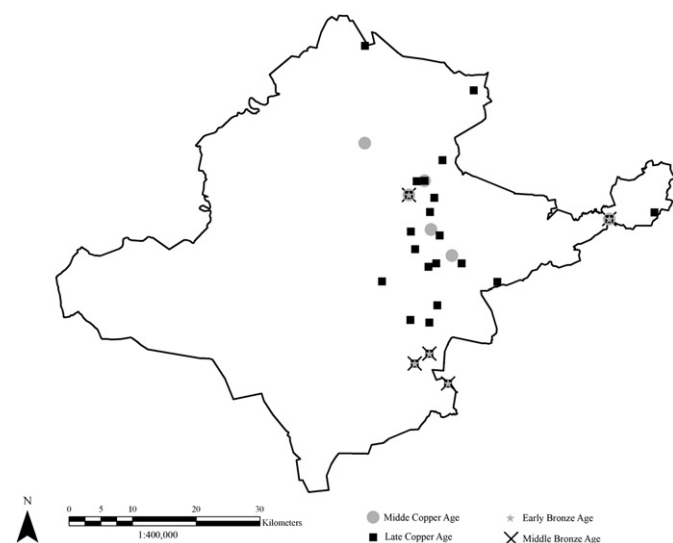 N
0 5 10 20 30
Kilometers
1:400,000
Midde Copper Age
Late Copper Age
Early Bronze Age
Middle Bronze Age